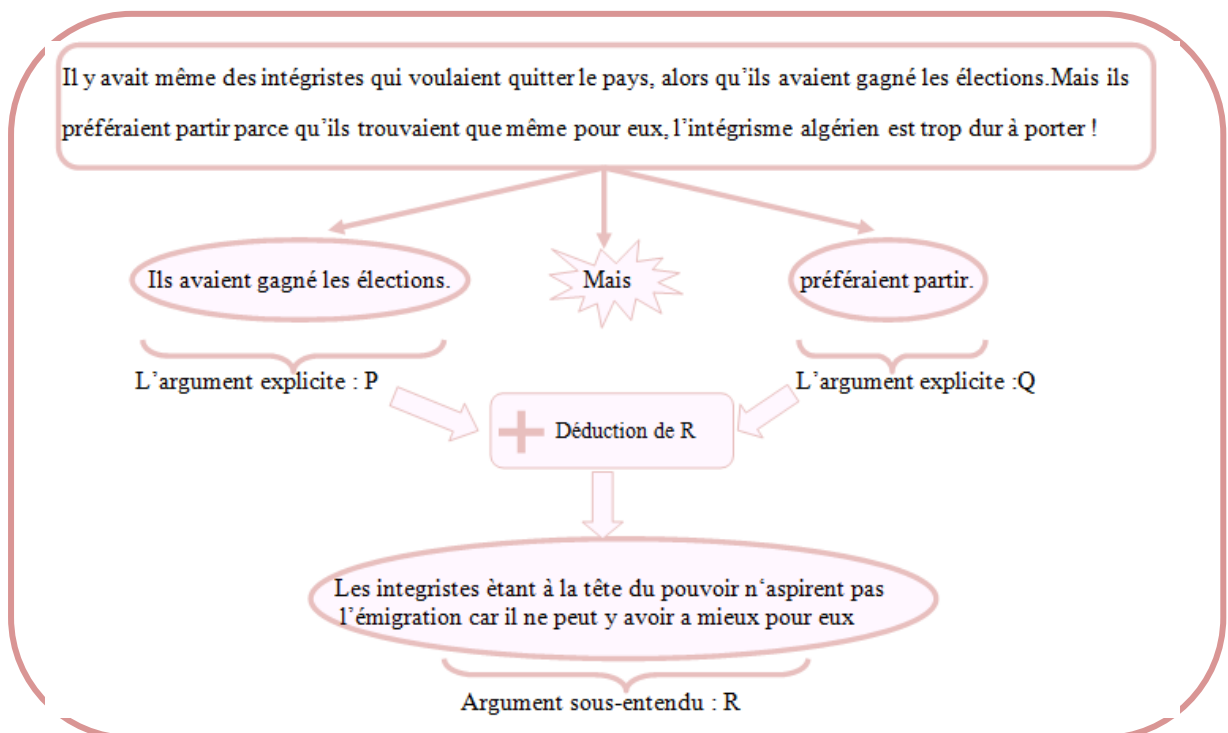 Il y avait même des intégristes qui voulaient quitter le pays, alors qu'ils avaient gagné les élections.Mais ils
préféraient partir parce qu'ils trouvaient que même pour eux, l'intégrisme algérien est trop dur à porter !
Ils avaient gagné les élections.
Mais
préféraient partir.
L'argument explicite : P
L'argument explicite :Q
Déduction de R
Les integristes ètant à la tête du pouvoir n'aspirent pas
l'émigration car il ne peut y avoir a mieux pour eux
Argument sous-entendu : R